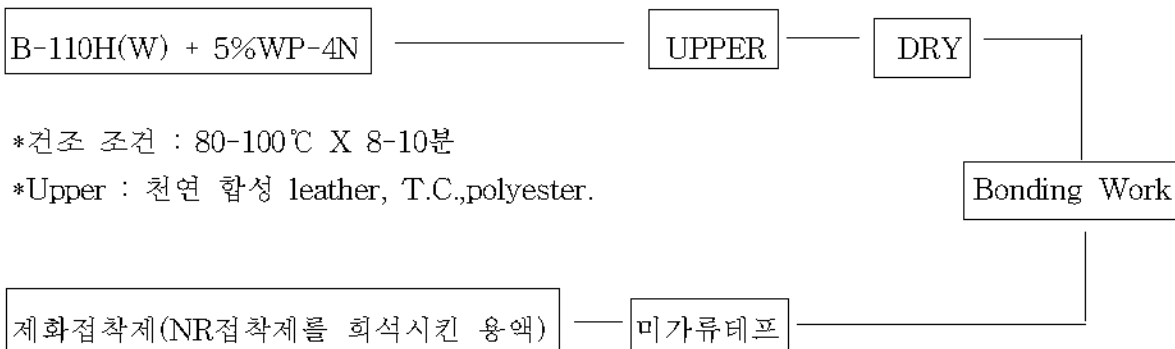 B-110H(W) + 5%WP-4N UPPER DRY
*건조 조건 : 80-100℃ X 8-10분
*Upper : 천연 합성 leather, T.C.,polyester.
Bonding Work
제화접착제(NR접착제를 희석시킨 용액) 미가류테프